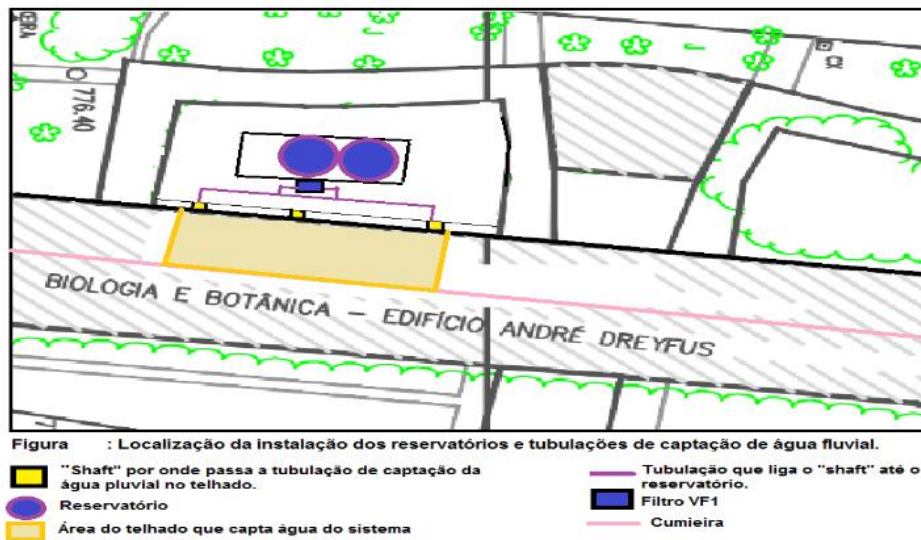 EIRA
776.40
J
J
CX
BIOLOGIA E BOTÂNICA – EDIFÍCIO ANDRÉ DREYFUS
Figura : Localização da instalação dos reservatórios e tubulações de captação de água fluvial.
"Shaft" por onde passa a tubulação de captação da
água pluvial no telhado.
Reservatório
Área do telhado que capta água do sistema
Tubulação que liga o "shaft" até o
reservatório.
Filtro VF1
Cumieira